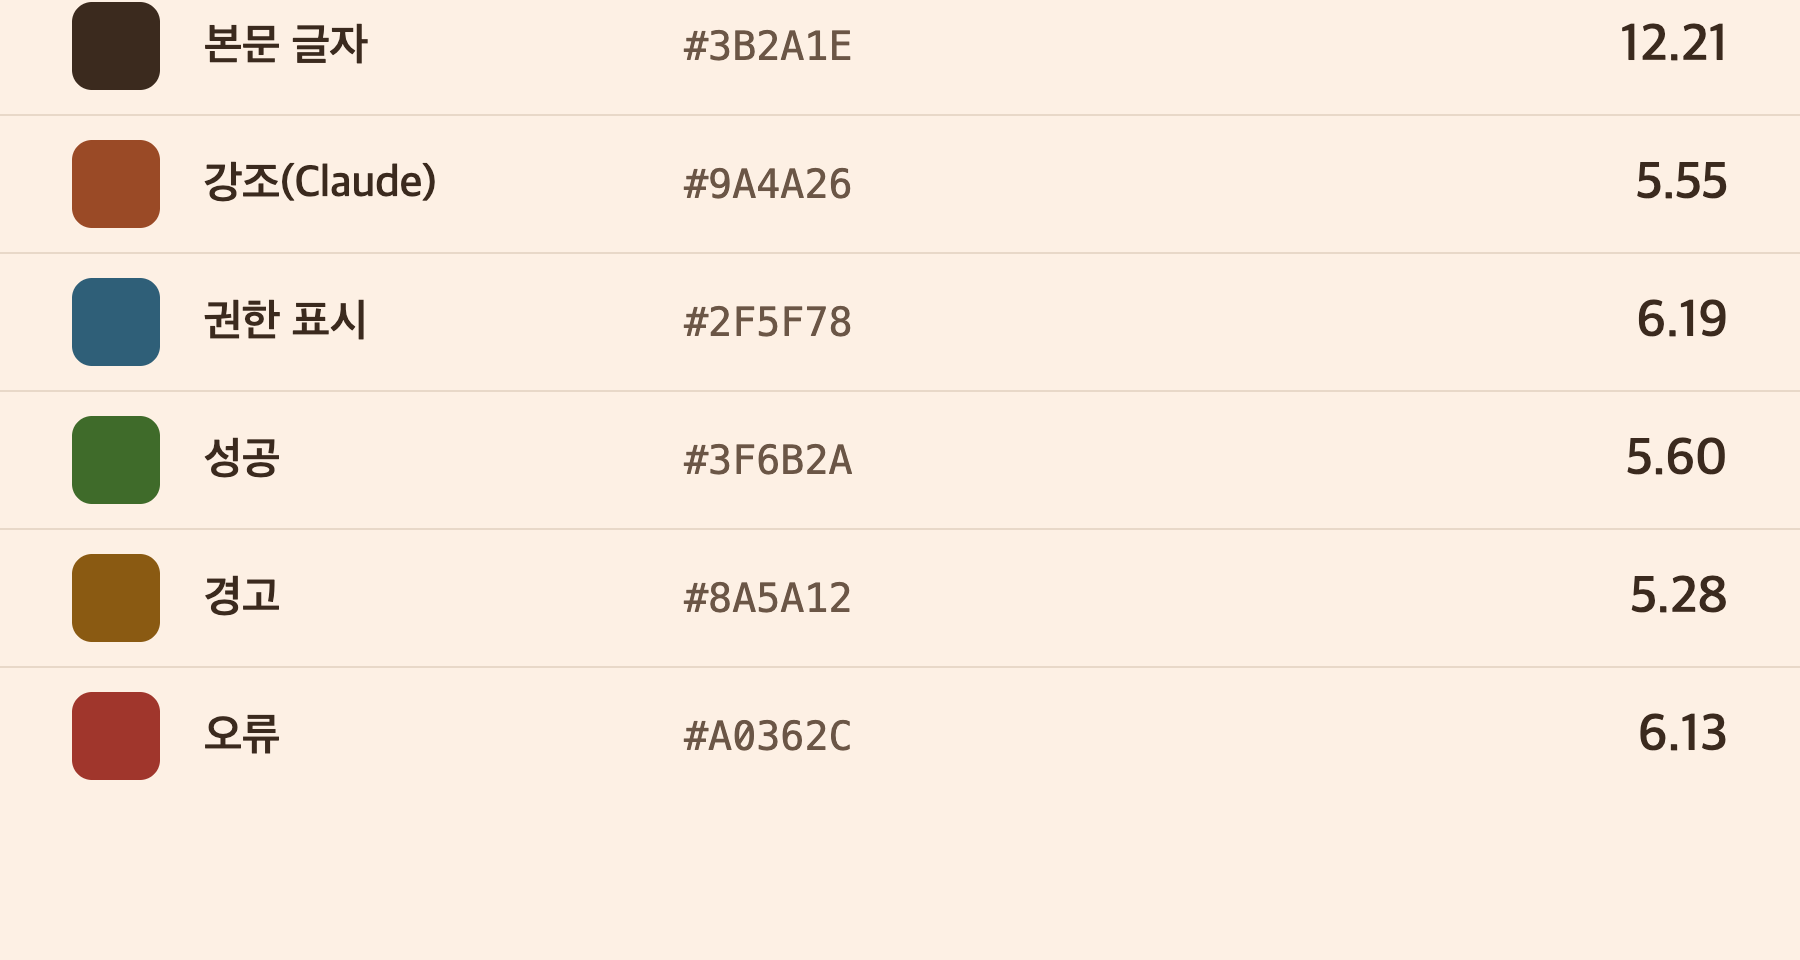 본문 글자 #3B2A1E 12.21
강조(Claude) #9A4A26 5.55
권한 표시 #2F5F78 6.19
성공 #3F6B2A 5.60
경고 #8A5A12 5.28
오류 #A0362C 6.13